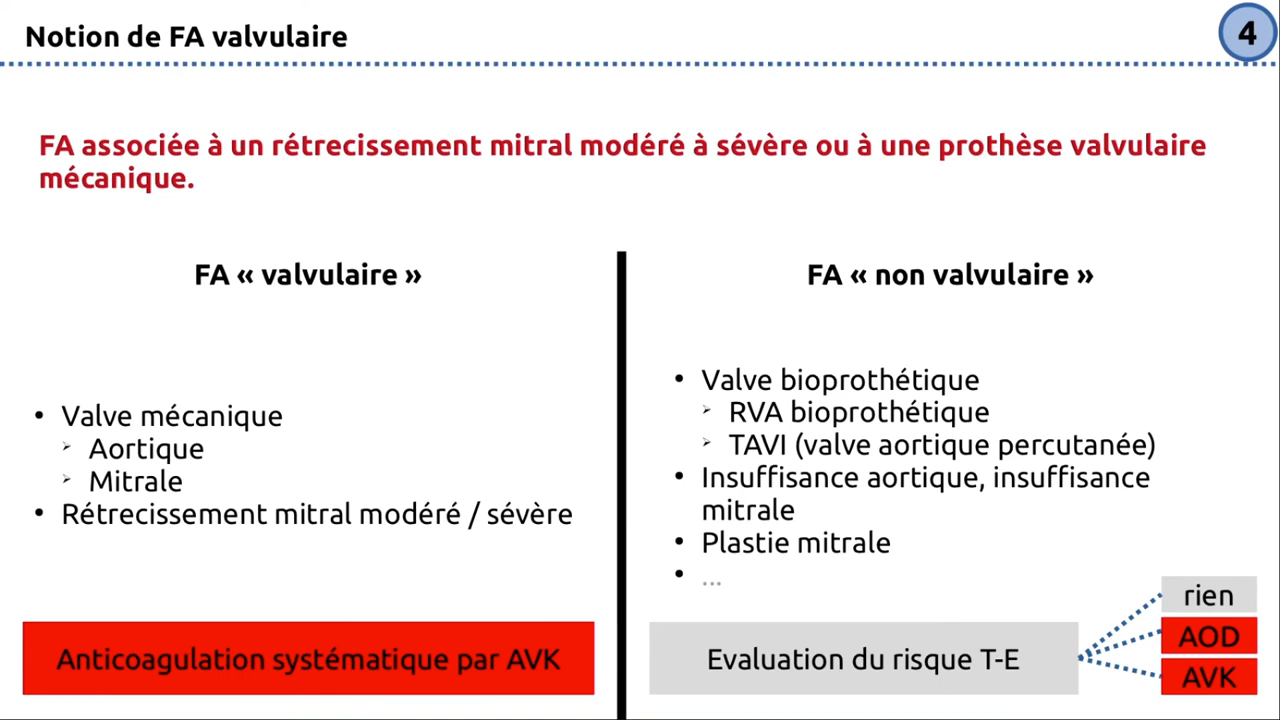 Notion de FA valvulaire
4
FA associée à un rétrecissement mitral modéré à sévère ou à une prothèse valvulaire
mécanique.
FA « valvulaire »
• Valve mécanique
➢ Aortique
➢ Mitrale
• Rétrecissement mitral modéré / sévère
Anticoagulation systématique par AVK
FA « non valvulaire »
• Valve bioprothétique
➢ RVA bioprothétique
➢ TAVI (valve aortique percutanée)
• Insuffisance aortique, insuffisance
mitrale
• Plastie mitrale
• ...
Evaluation du risque T-E
rien
AOD
AVK